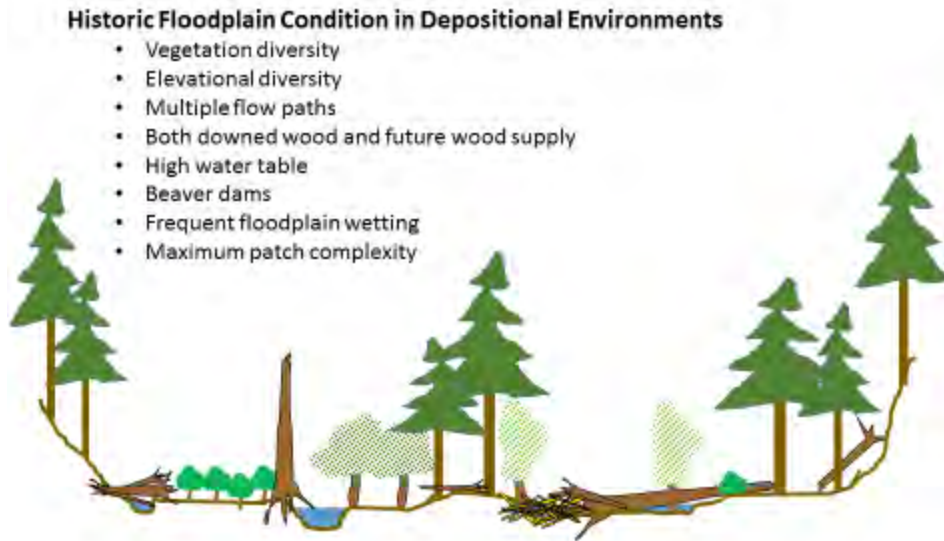 Historic Floodplain Condition in Depositional Environments
• Vegetation diversity
• Elevational diversity
• Multiple flow paths
• Both downed wood and future wood supply
• High water table
• Beaver dams
• Frequent floodplain wetting
• Maximum patch complexity